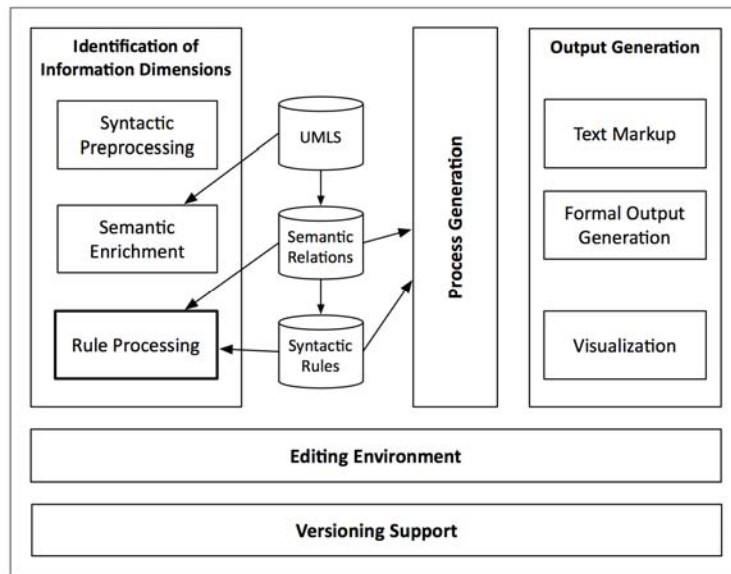 Identification of
Information Dimensions
Syntactic
Preprocessing
Semantic
Enrichment
Rule Processing
UMLS
Semantic
Relations
Syntactic
Rules
Process Generation
Output Generation
Text Markup
Formal Output
Generation
Visualization
Editing Environment
Versioning Support